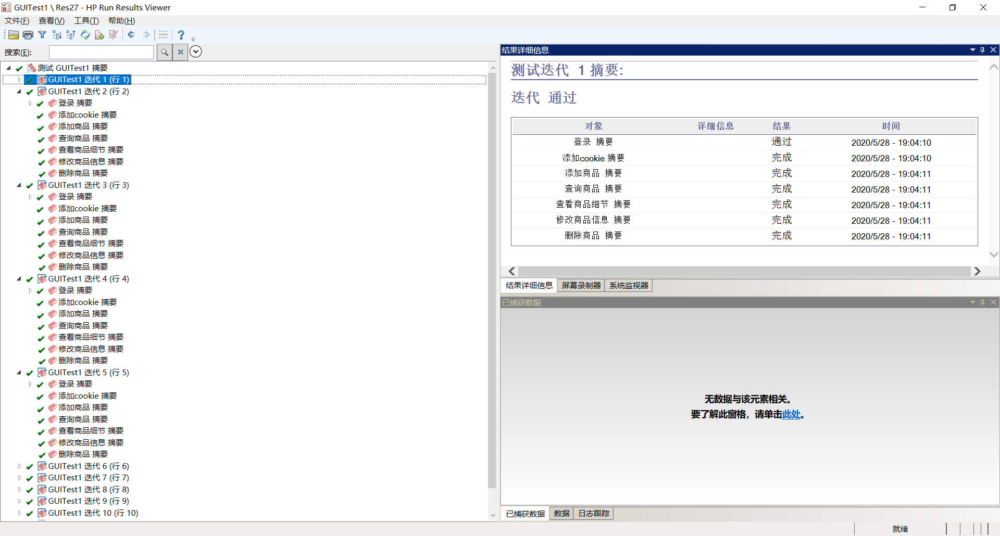 GUITest1 \ Res27 - HP Run Results Viewer
文件(F) 查看(V) 工具(T) 帮助(H)
搜索(E):
测试 GUITest1 摘要
GUITest1 迭代 1 (行 1)
GUITest1 迭代 2 (行 2)
登录 摘要
添加cookie 摘要
添加商品 摘要
查询商品 摘要
查看商品细节 摘要
修改商品信息 摘要
删除商品 摘要
GUITest1 迭代 3 (行 3)
登录 摘要
添加cookie 摘要
添加商品 摘要
查询商品 摘要
查看商品细节 摘要
修改商品信息 摘要
删除商品 摘要
GUITest1 迭代 4 (行 4)
登录 摘要
添加cookie 摘要
添加商品 摘要
查询商品 摘要
查看商品细节 摘要
修改商品信息 摘要
删除商品 摘要
GUITest1 迭代 5 (行 5)
登录 摘要
添加cookie 摘要
添加商品 摘要
查询商品 摘要
查看商品细节 摘要
修改商品信息 摘要
删除商品 摘要
GUITest1 迭代 6 (行 6)
GUITest1 迭代 7 (行 7)
GUITest1 迭代 8 (行 8)
GUITest1 迭代 9 (行 9)
GUITest1 迭代 10 (行 10)
结果详细信息
测试迭代 1 摘要:
迭代 通过
对象 详细信息 结果 时间
登录 摘要 通过 2020/5/28 - 19:04:10
添加cookie 摘要 完成 2020/5/28 - 19:04:10
添加商品 摘要 完成 2020/5/28 - 19:04:11
查询商品 摘要 完成 2020/5/28 - 19:04:11
查看商品细节 摘要 完成 2020/5/28 - 19:04:11
修改商品信息 摘要 完成 2020/5/28 - 19:04:11
删除商品 摘要 完成 2020/5/28 - 19:04:11
结果详细信息 屏幕录制器 系统监视器
已捕获数据
无数据与该元素相关。
要了解此窗格，请单击此处。
已捕获数据 数据 日志跟踪
就绪